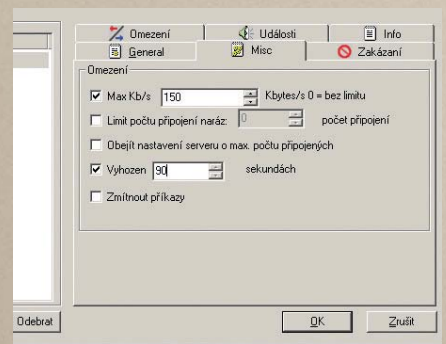 Omezení Události Info
General Misc Zakázaní
Omezení
Max Kb/s 150 Kbytes/s 0 = bez limitu
Limit počtu připojení naráz: 0 počet připojení
Obejít nastavení serveru o max. počtu připojených
Vyhozen 90 sekundách
Zmítnout příkazy
Odebrat OK Zrušit